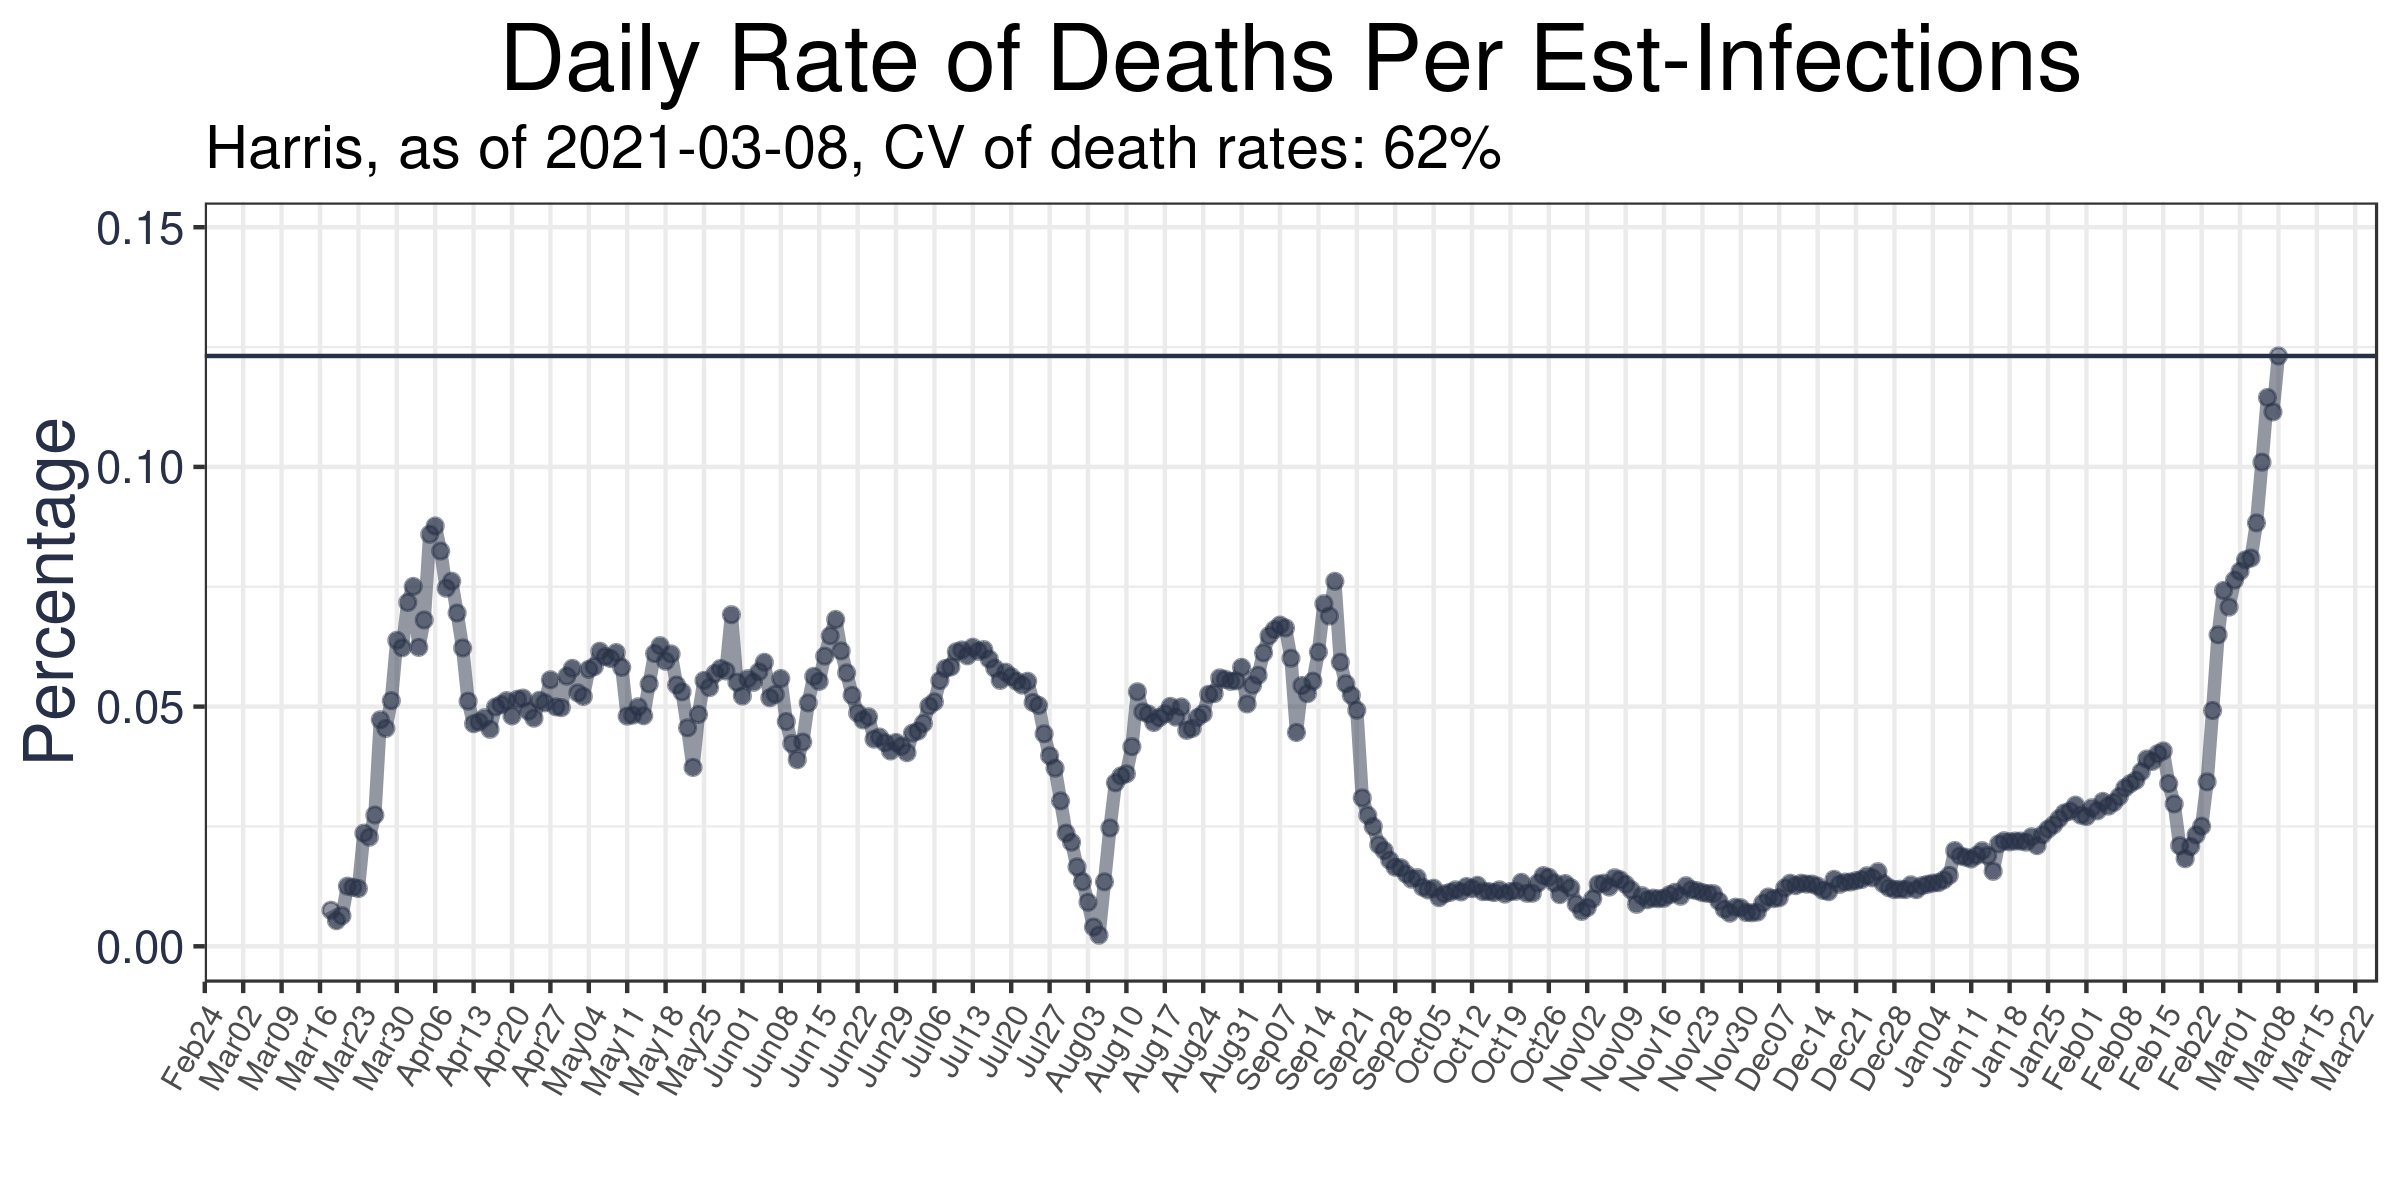 Daily Rate of Deaths Per Est-Infections
Harris, as of 2021-03-08, CV of death rates: 62%
Percentage
0.15
0.10
0.05
0.00
Feb24
Mar02
Mar09
Mar16
Mar23
Mar30
Apr06
Apr13
Apr20
Apr27
May04
May11
May18
May25
Jun01
Jun08
Jun15
Jun22
Jun29
Jul06
Jul13
Jul20
Jul27
Aug03
Aug10
Aug17
Aug24
Aug31
Sep07
Sep14
Sep21
Sep28
Oct05
Oct12
Oct19
Oct26
Nov02
Nov09
Nov16
Nov23
Nov30
Dec07
Dec14
Dec21
Dec28
Jan04
Jan11
Jan18
Jan25
Feb01
Feb08
Feb15
Feb22
Mar01
Mar08
Mar15
Mar22